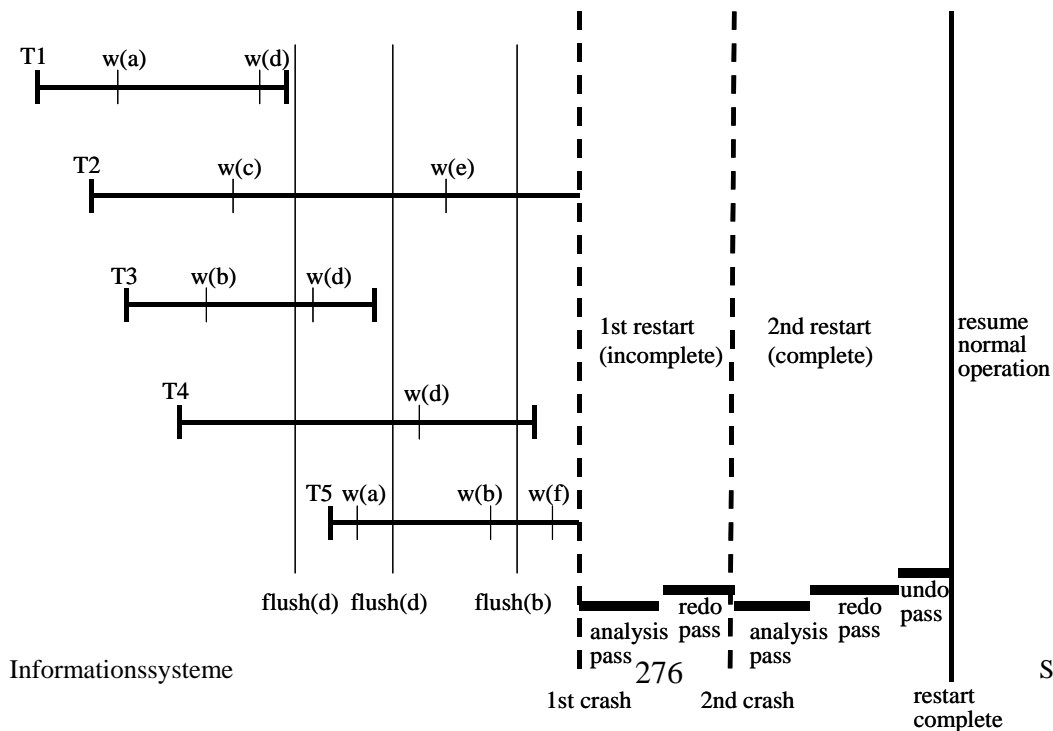 T1 w(a) w(d)
T2 w(c) w(e)
T3 w(b) w(d)
1st restart
(incomplete)
2nd restart
(complete)
resume
normal
operation
T4 w(d)
T5 w(a) w(b) w(f)
flush(d) flush(d) flush(b)
analysis
pass
redo
pass
analysis
pass
redo
pass
undo
pass
1st crash 2nd crash
restart
complete
Informationssysteme 276 S